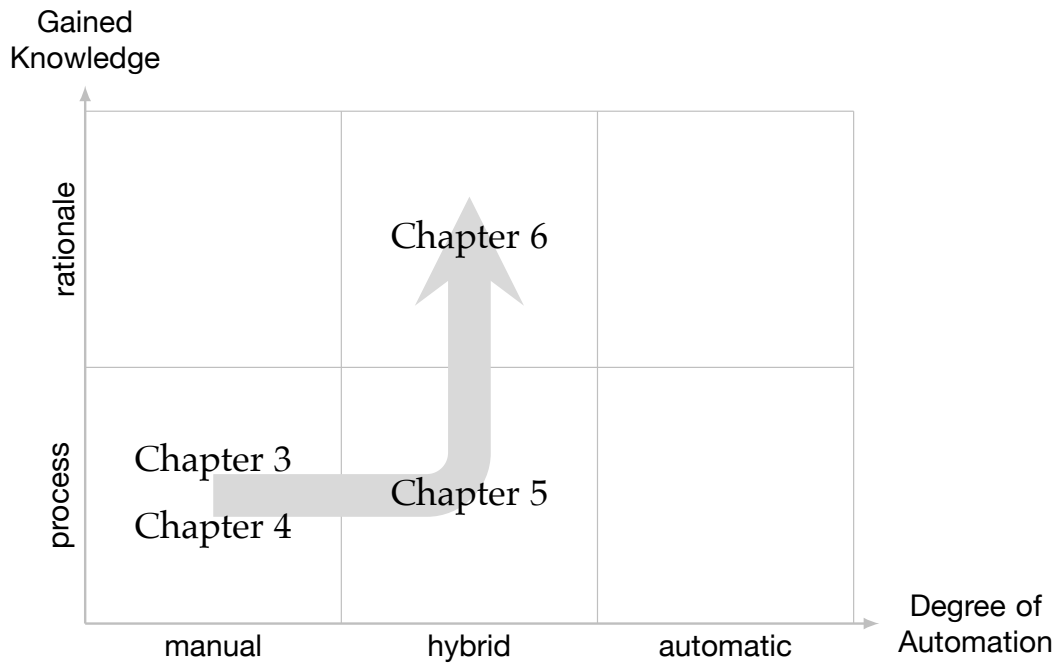 Gained
Knowledge
rationale
Chapter 6
process
Chapter 3
Chapter 5
Chapter 4
manual
hybrid
automatic
Degree of
Automation